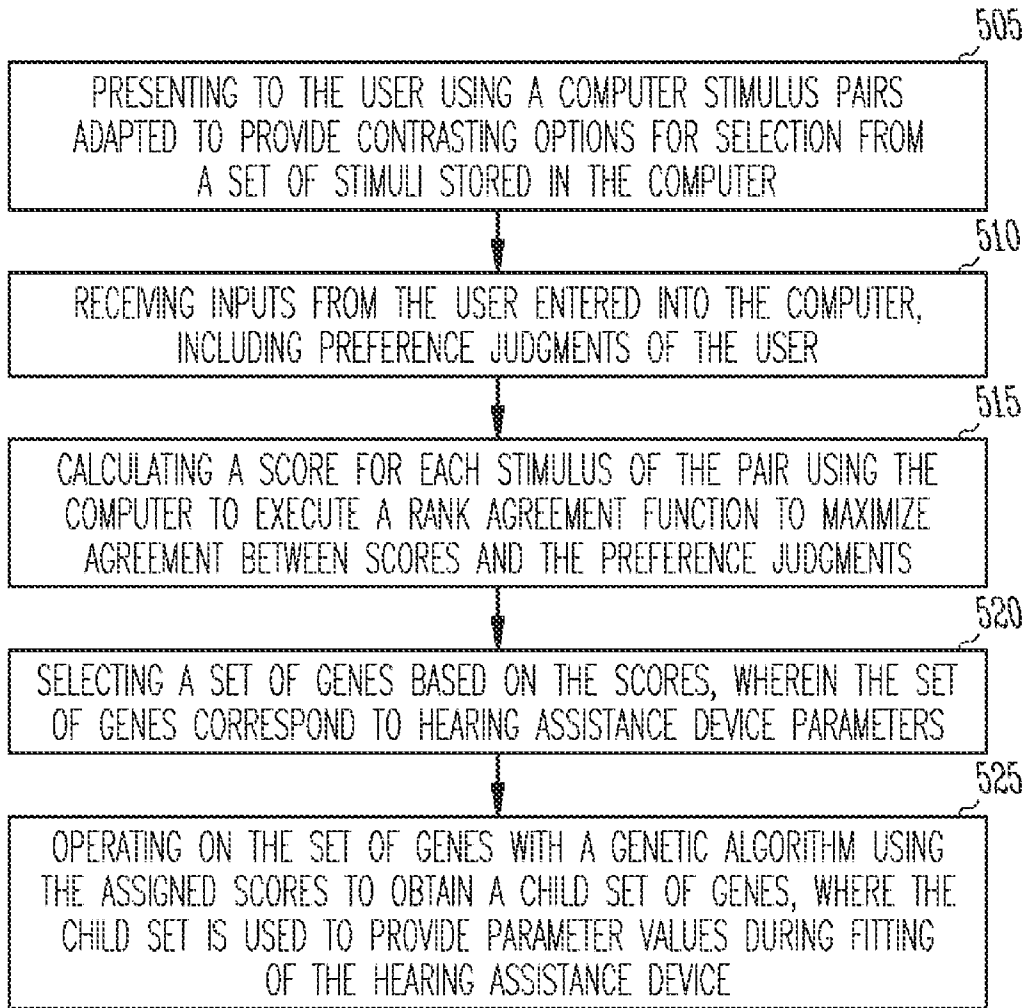 505
PRESENTING TO THE USER USING A COMPUTER STIMULUS PAIRS
ADAPTED TO PROVIDE CONTRASTING OPTIONS FOR SELECTION FROM
A SET OF STIMULI STORED IN THE COMPUTER
510
RECEIVING INPUTS FROM THE USER ENTERED INTO THE COMPUTER,
INCLUDING PREFERENCE JUDGMENTS OF THE USER
515
CALCULATING A SCORE FOR EACH STIMULUS OF THE PAIR USING THE
COMPUTER TO EXECUTE A RANK AGREEMENT FUNCTION TO MAXIMIZE
AGREEMENT BETWEEN SCORES AND THE PREFERENCE JUDGMENTS
520
SELECTING A SET OF GENES BASED ON THE SCORES, WHEREIN THE SET
OF GENES CORRESPOND TO HEARING ASSISTANCE DEVICE PARAMETERS
525
OPERATING ON THE SET OF GENES WITH A GENETIC ALGORITHM USING
THE ASSIGNED SCORES TO OBTAIN A CHILD SET OF GENES, WHERE THE
CHILD SET IS USED TO PROVIDE PARAMETER VALUES DURING FITTING
OF THE HEARING ASSISTANCE DEVICE